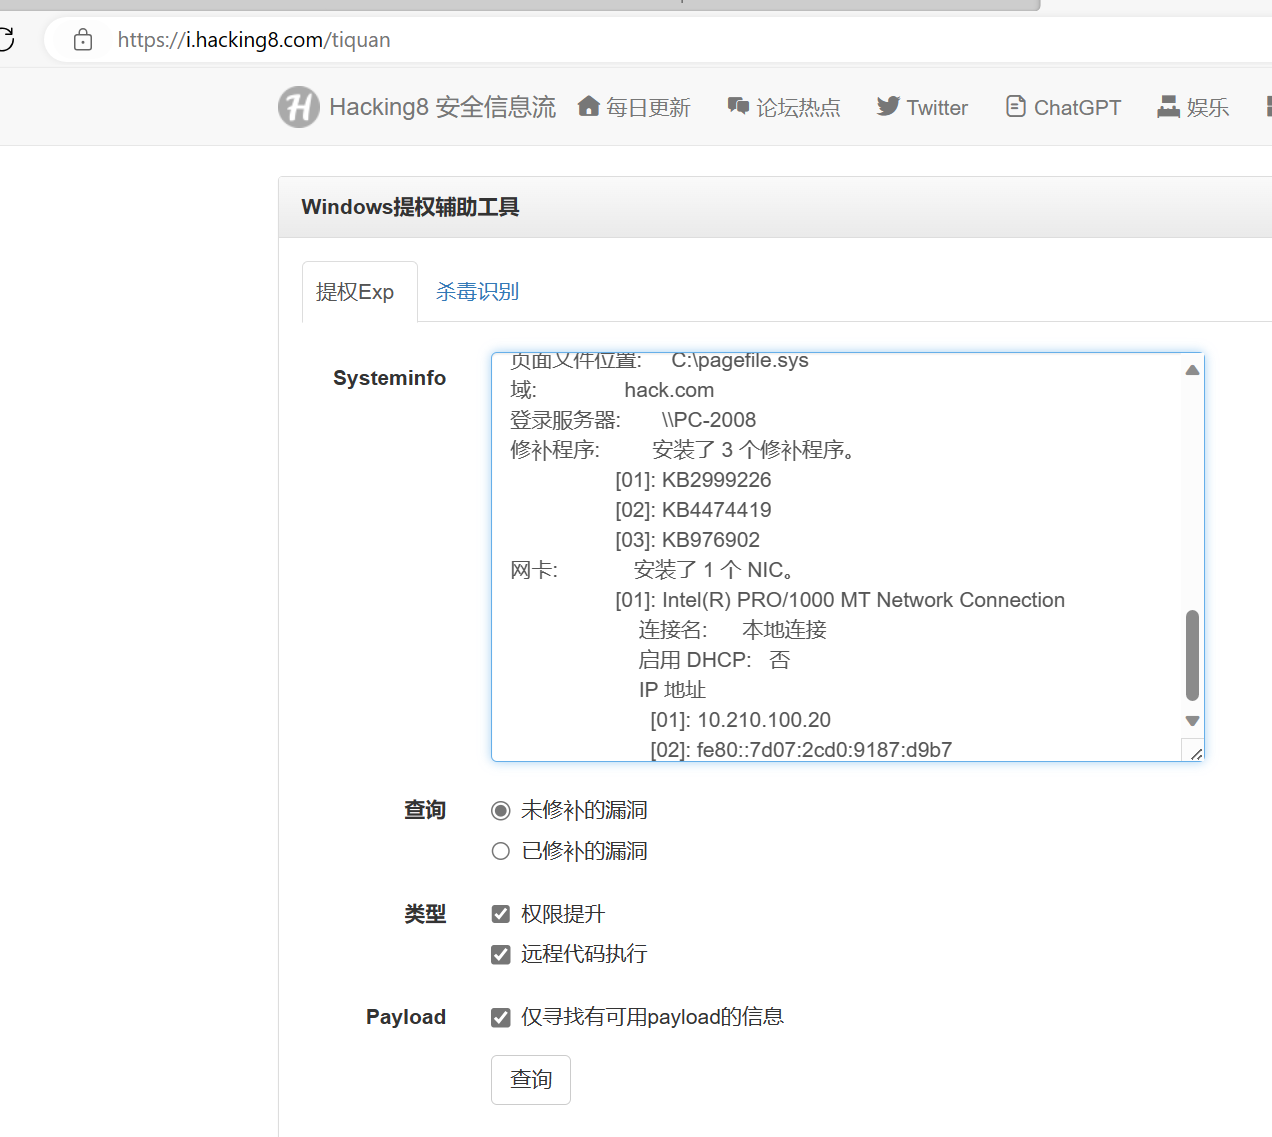 https://i.hacking8.com/tiquan
Hacking8 安全信息流 每日更新 论坛热点 Twitter ChatGPT 娱乐
Windows提权辅助工具
提权Exp 杀毒识别
Systeminfo
页面文件位置: C:\pagefile.sys
域: hack.com
登录服务器: \\PC-2008
修补程序: 安装了 3 个修补程序。
[01]: KB2999226
[02]: KB4474419
[03]: KB976902
网卡: 安装了 1 个 NIC。
[01]: Intel(R) PRO/1000 MT Network Connection
连接名: 本地连接
启用 DHCP: 否
IP 地址
[01]: 10.210.100.20
[02]: fe80::7d07:2cd0:9187:d9b7
查询 未修补的漏洞
已修补的漏洞
类型 权限提升
远程代码执行
Payload 仅寻找有可用payload的信息
查询